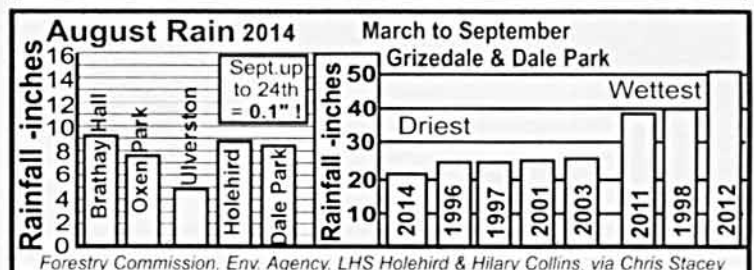 August Rain 2014
Rainfall -inches
16
14
12
10
8
6
4
2
0
Sept.up
to 24th
= 0.1" !
Brathay Hall
Oxen Park
Ulverston
Holehird
Dale Park
March to September
Grizedale & Dale Park
Rainfall -inches
50
40
30
20
10
Wettest
Driest
2014
1996
1997
2001
2003
2011
1998
2012
Forestry Commission, Env. Agency, LHS Holehird & Hilary Collins, via Chris Stacey